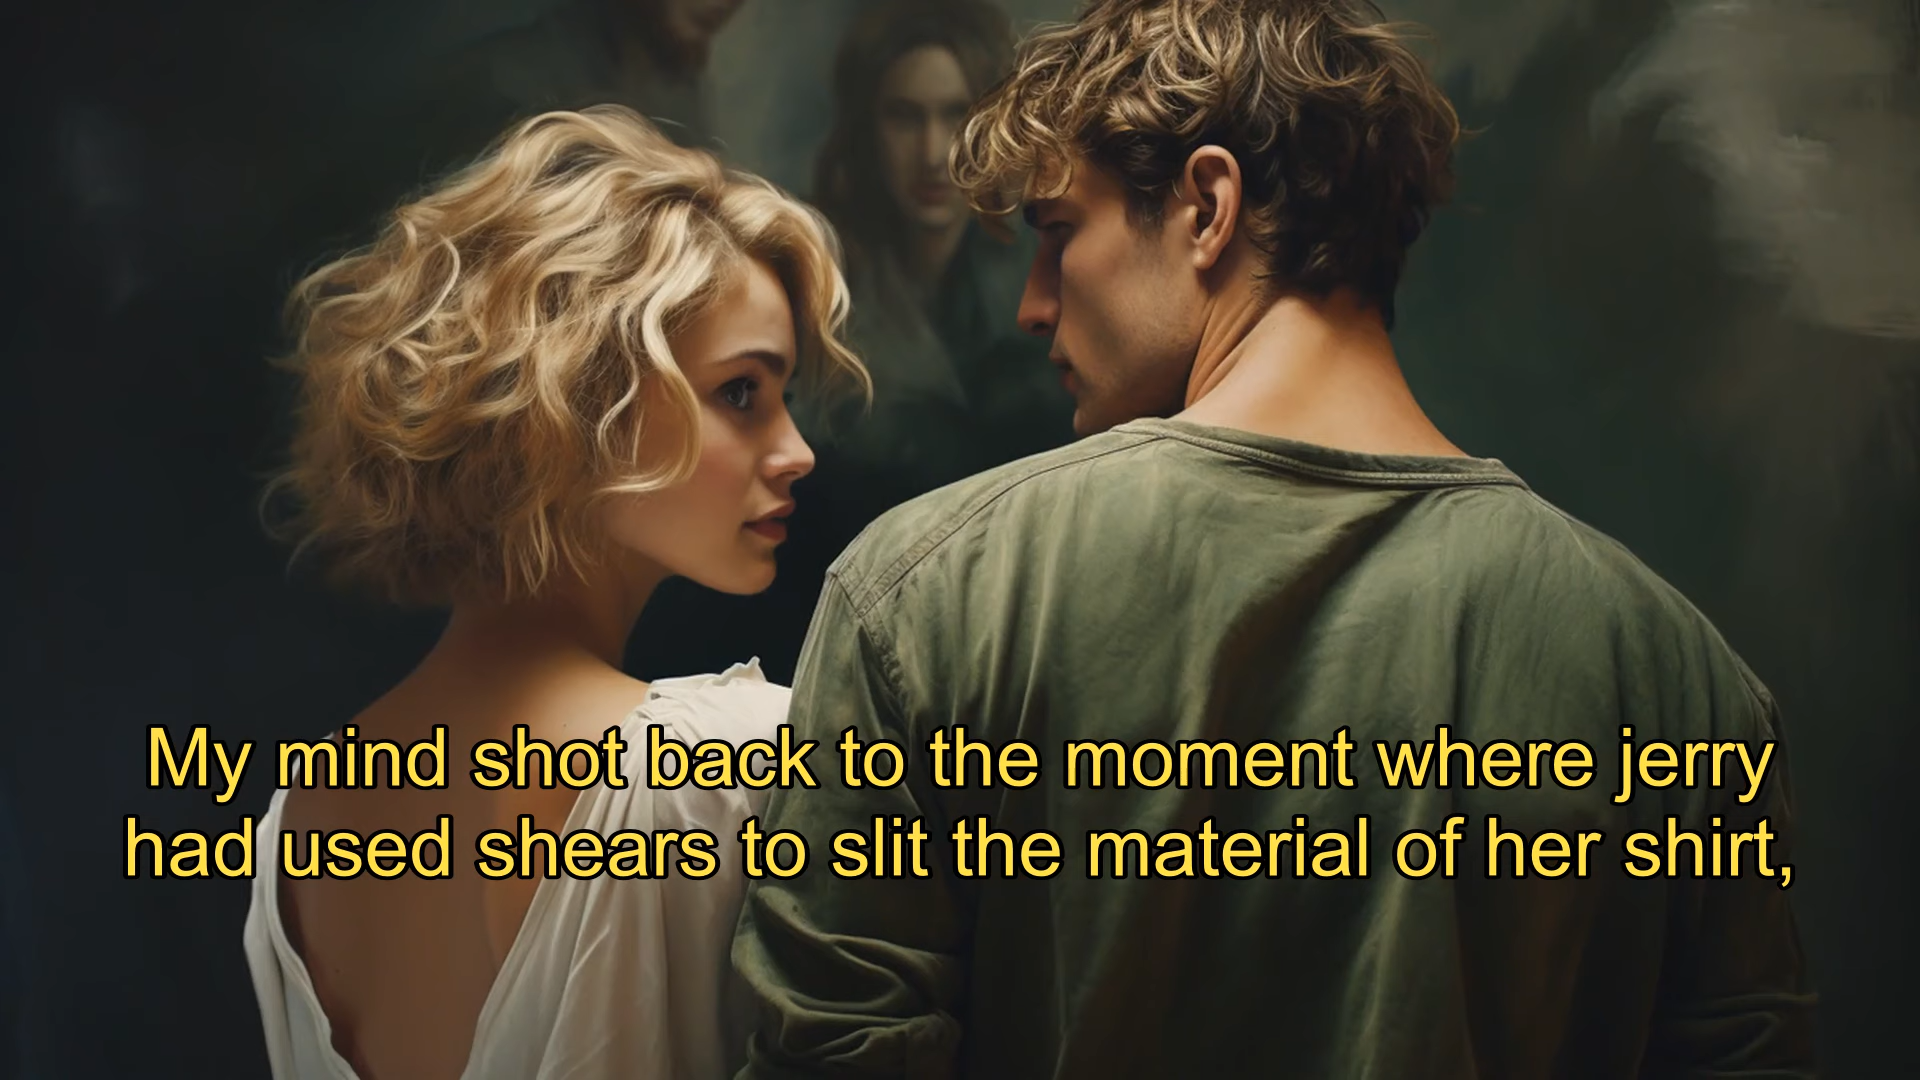 My mind shot back to the moment where jerry
had used shears to slit the material of her shirt,